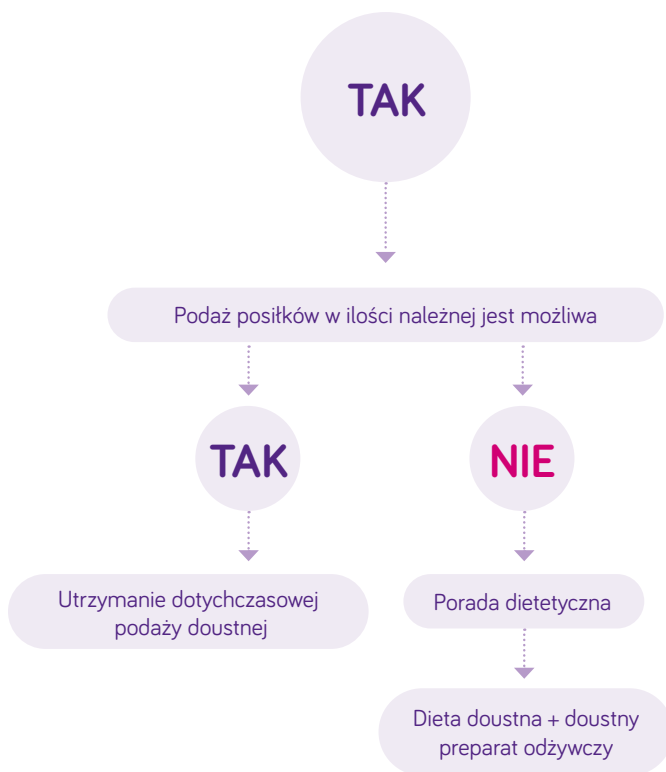 TAK
Podaż posiłków w ilości należnej jest możliwa
TAK
NIE
Utrzymanie dotychczasowej
podaży doustnej
Porada dietetyczna
Dieta doustna + doustny
preparat odżywczy